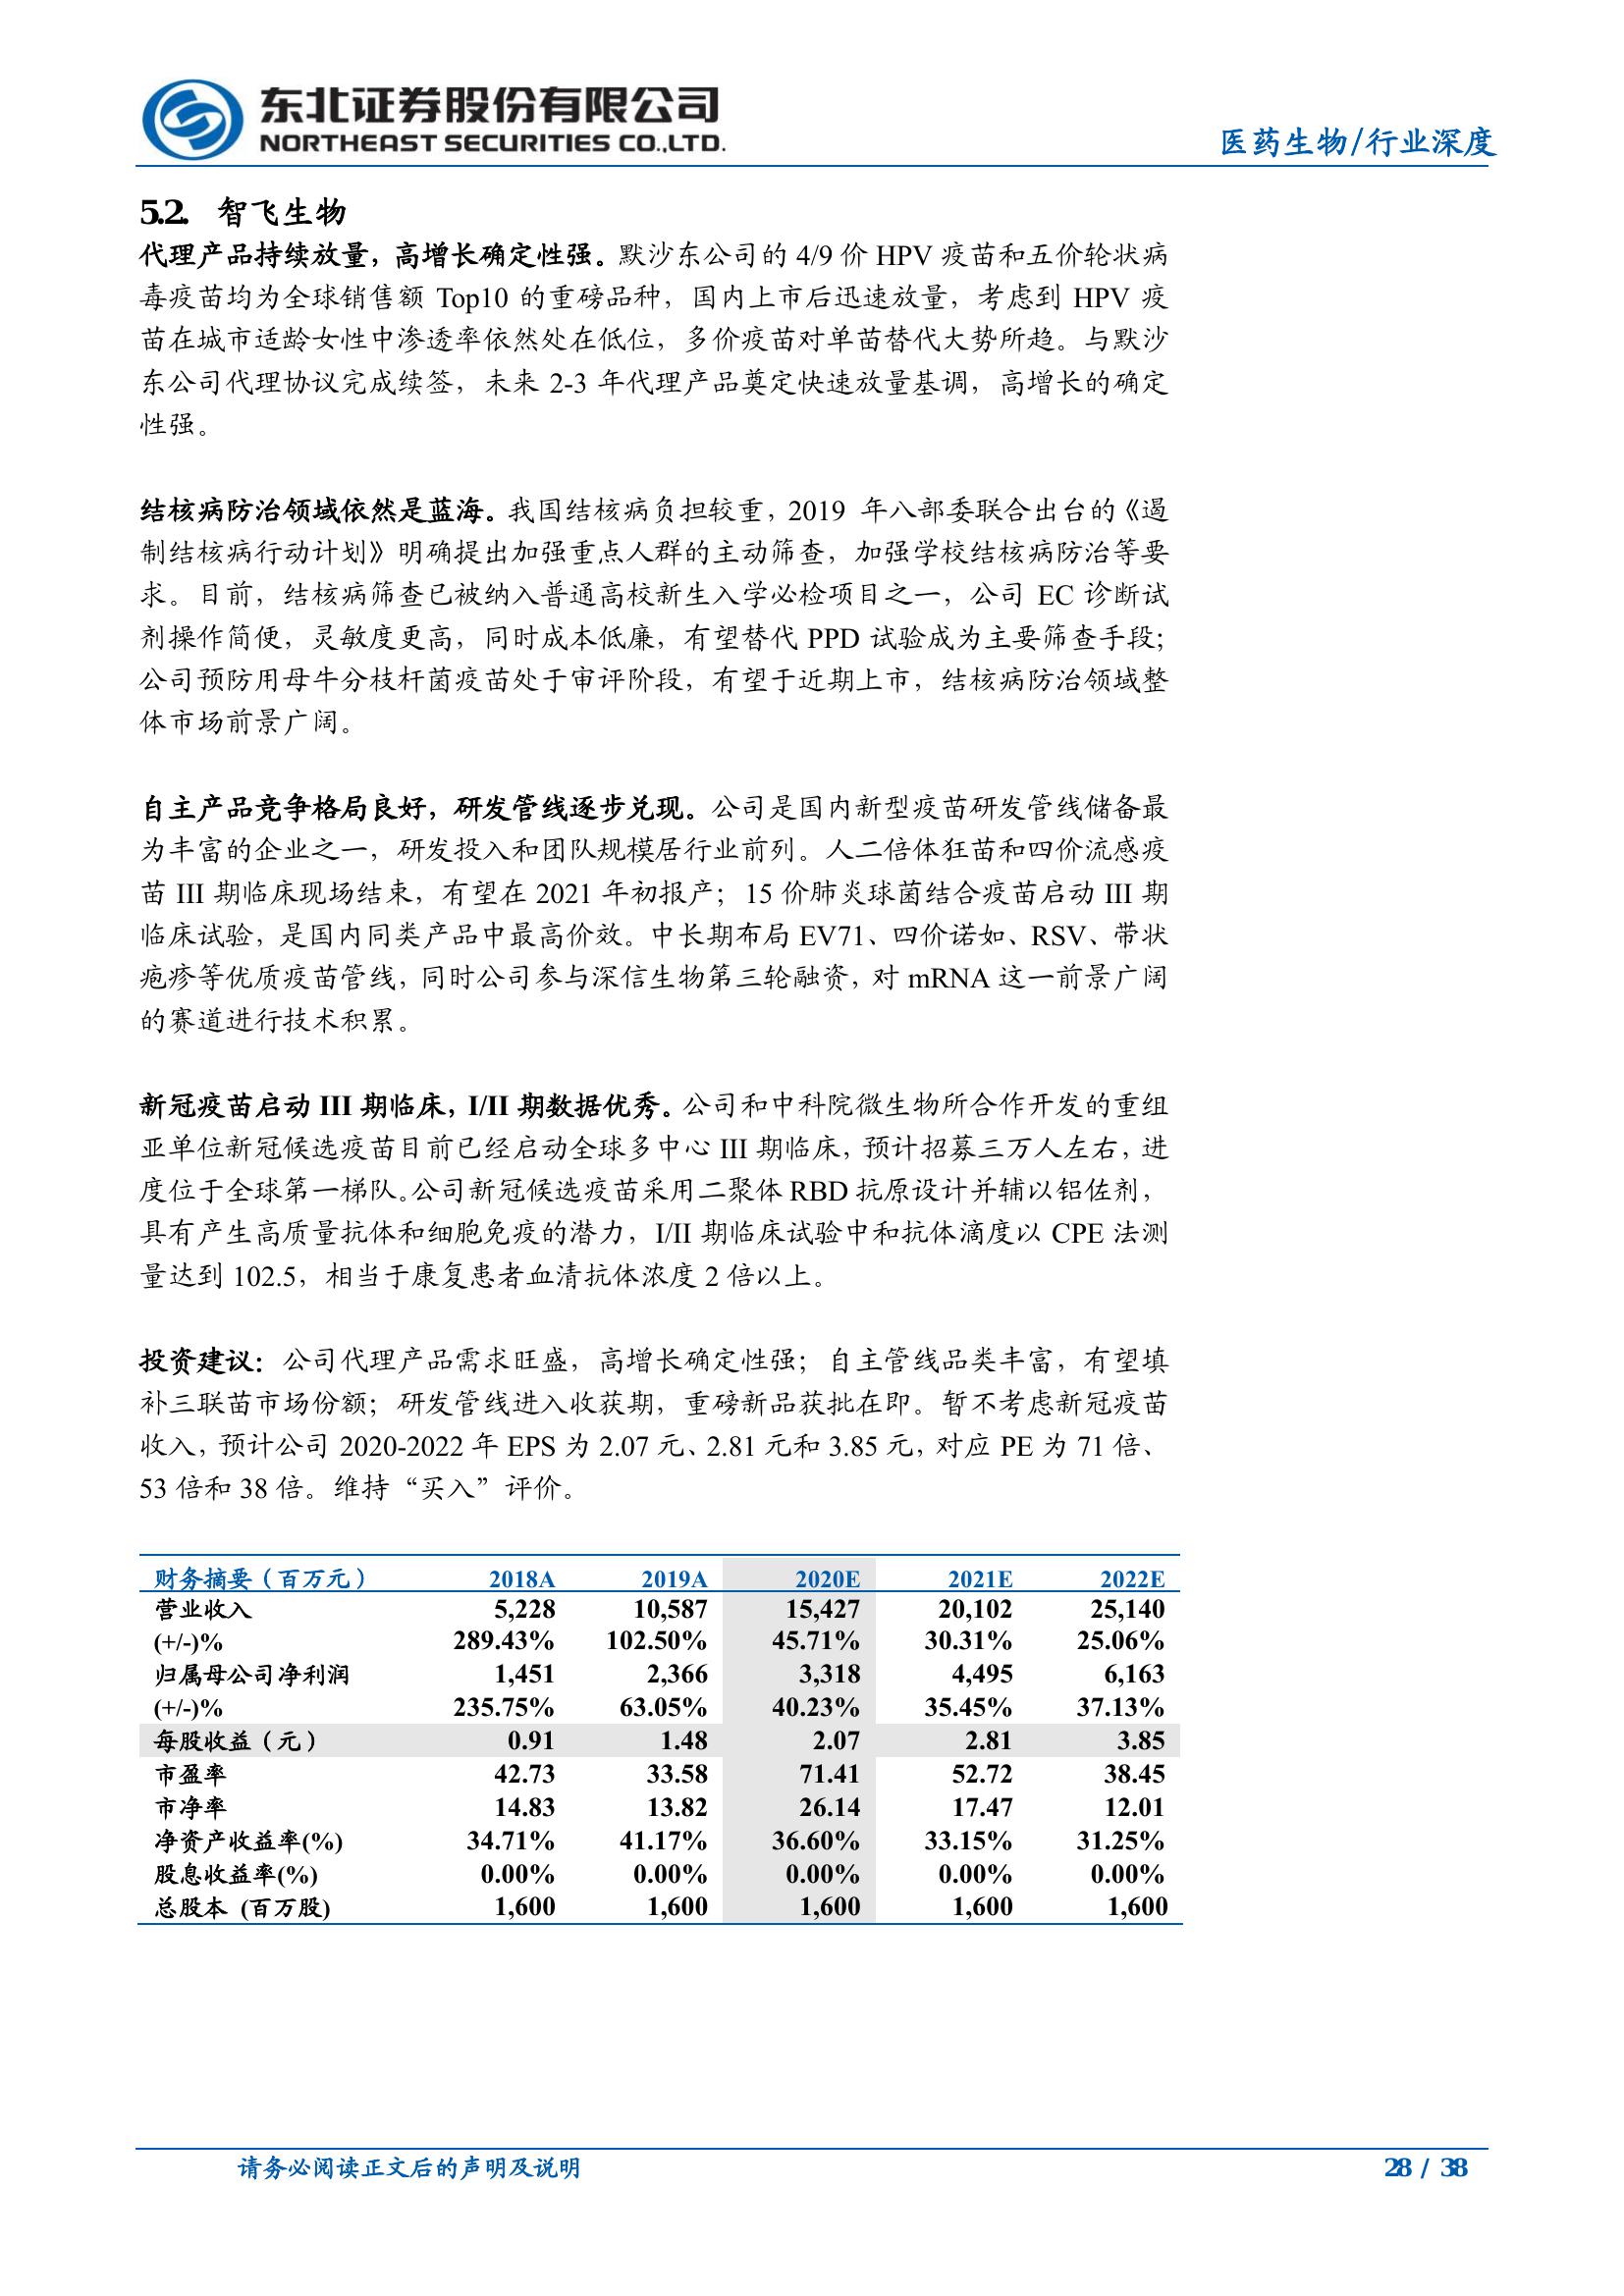 东北证券股份有限公司
NORTHEAST SECURITIES CO.,LTD.
医药生物/行业深度
5.2. 智飞生物
代理产品持续放量，高增长确定性强。默沙东公司的 4/9 价 HPV 疫苗和五价轮状病
毒疫苗均为全球销售额 Top10 的重磅品种，国内上市后迅速放量，考虑到 HPV 疫
苗在城市适龄女性中渗透率依然处在低位，多价疫苗对单苗替代大势所趋。与默沙
东公司代理协议完成续签，未来 2-3 年代理产品奠定快速放量基调，高增长的确定
性强。
结核病防治领域依然是蓝海。我国结核病负担较重，2019 年八部委联合出台的《遏
制结核病行动计划》明确提出加强重点人群的主动筛查，加强学校结核病防治等要
求。目前，结核病筛查已被纳入普通高校新生入学必检项目之一，公司 EC 诊断试
剂操作简便，灵敏度更高，同时成本低廉，有望替代 PPD 试验成为主要筛查手段；
公司预防用母牛分枝杆菌疫苗处于审评阶段，有望于近期上市，结核病防治领域整
体市场前景广阔。
自主产品竞争格局良好，研发管线逐步兑现。公司是国内新型疫苗研发管线储备最
为丰富的企业之一，研发投入和团队规模居行业前列。人二倍体狂苗和四价流感疫
苗 III 期临床现场结束，有望在 2021 年初报产；15 价肺炎球菌结合疫苗启动 III 期
临床试验，是国内同类产品中最高价效。中长期布局 EV71、四价诺如、RSV、带状
疱疹等优质疫苗管线，同时公司参与深信生物第三轮融资，对 mRNA 这一前景广阔
的赛道进行技术积累。
新冠疫苗启动 III 期临床，I/II 期数据优秀。公司和中科院微生物所合作开发的重组
亚单位新冠候选疫苗目前已经启动全球多中心 III 期临床，预计招募三万人左右，进
度位于全球第一梯队。公司新冠候选疫苗采用二聚体 RBD 抗原设计并辅以铝佐剂，
具有产生高质量抗体和细胞免疫的潜力，I/II 期临床试验中和抗体滴度以 CPE 法测
量达到 102.5，相当于康复患者血清抗体浓度 2 倍以上。
投资建议：公司代理产品需求旺盛，高增长确定性强；自主管线品类丰富，有望填
补三联苗市场份额；研发管线进入收获期，重磅新品获批在即。暂不考虑新冠疫苗
收入，预计公司 2020-2022 年 EPS 为 2.07 元、2.81 元和 3.85 元，对应 PE 为 71 倍、
53 倍和 38 倍。维持“买入”评价。
财务摘要（百万元） 2018A 2019A 2020E 2021E 2022E
营业收入 5,228 10,587 15,427 20,102 25,140
(+/-)% 289.43% 102.50% 45.71% 30.31% 25.06%
归属母公司净利润 1,451 2,366 3,318 4,495 6,163
(+/-)% 235.75% 63.05% 40.23% 35.45% 37.13%
每股收益（元） 0.91 1.48 2.07 2.81 3.85
市盈率 42.73 33.58 71.41 52.72 38.45
市净率 14.83 13.82 26.14 17.47 12.01
净资产收益率(%) 34.71% 41.17% 36.60% 33.15% 31.25%
股息收益率(%) 0.00% 0.00% 0.00% 0.00% 0.00%
总股本 (百万股) 1,600 1,600 1,600 1,600 1,600
请务必阅读正文后的声明及说明
28 / 38